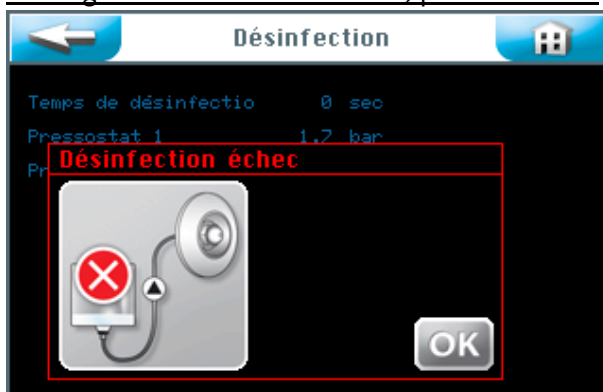 Désinfection
Temps de désinfectio 0 sec
Pressostat 1 1.7 bar
Pr
Désinfection échec
OK